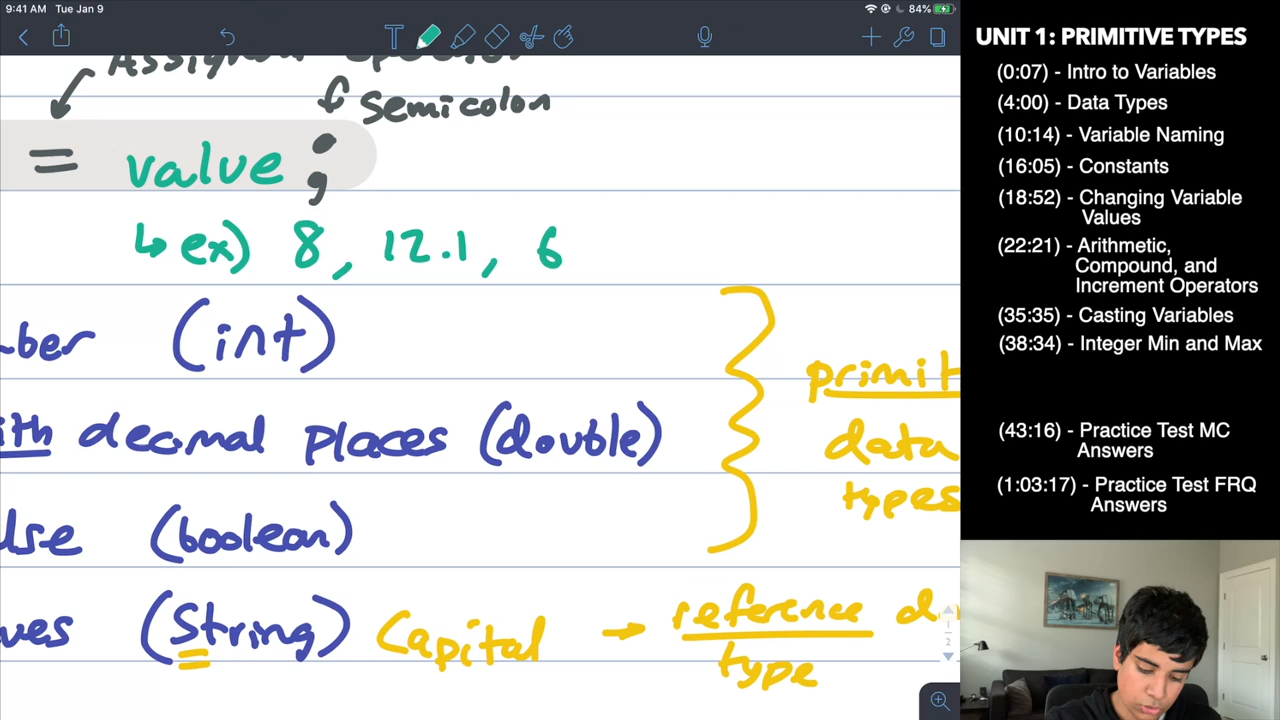 9:41 AM Tue Jan 9
84%
T
Semicolon
= value ;
↳ ex) 8, 12.1, 6
(int)
decimal places (double)
(boolean)
(String) Capital → reference
type
data
types
1
2
UNIT 1: PRIMITIVE TYPES
(0:07) - Intro to Variables
(4:00) - Data Types
(10:14) - Variable Naming
(16:05) - Constants
(18:52) - Changing Variable
Values
(22:21) - Arithmetic,
Compound, and
Increment Operators
(35:35) - Casting Variables
(38:34) - Integer Min and Max
(43:16) - Practice Test MC
Answers
(1:03:17) - Practice Test FRQ
Answers